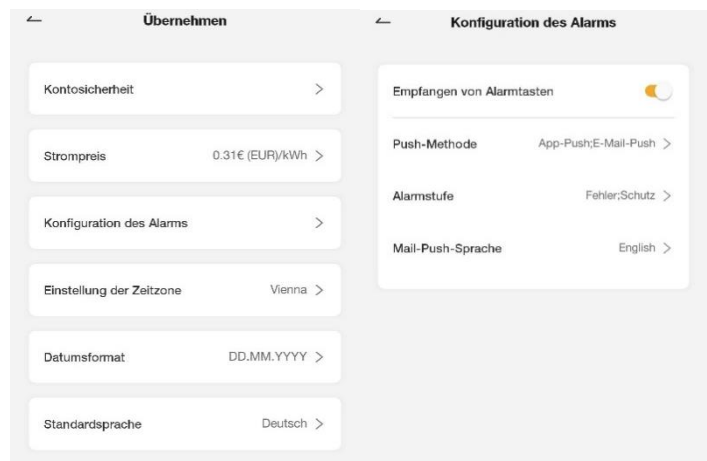 Übernehmen
Kontosicherheit
Strompreis 0.31€ (EUR)/kWh
Konfiguration des Alarms
Einstellung der Zeitzone Vienna
Datumsformat DD.MM.YYYY
Standardsprache Deutsch
Konfiguration des Alarms
Empfangen von Alarmtasten
Push-Methode App-Push;E-Mail-Push
Alarmstufe Fehler;Schutz
Mail-Push-Sprache English